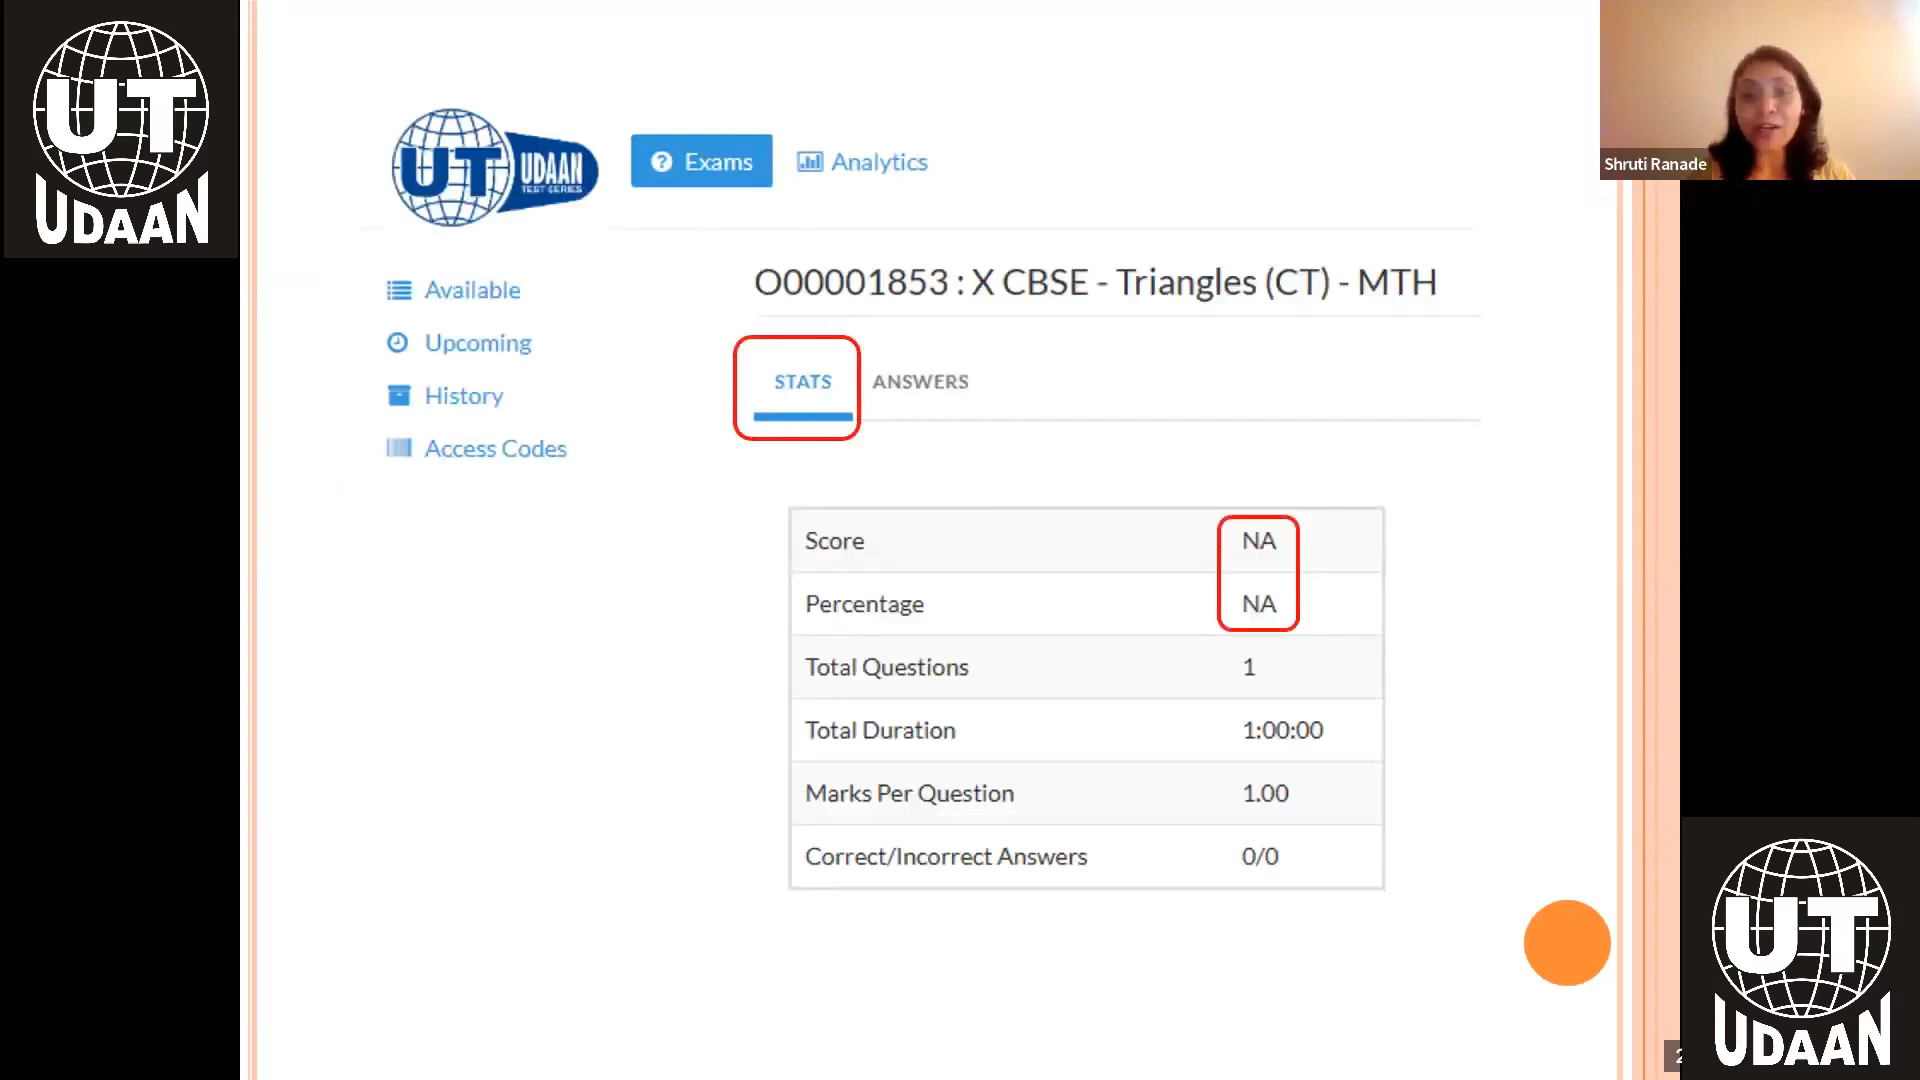 UT
UDAAN
Shruti Ranade
UT UDAAN
TEST SERIES
Exams
Analytics
Available
Upcoming
History
Access Codes
O00001853 : X CBSE - Triangles (CT) - MTH
STATS
ANSWERS
Score NA
Percentage NA
Total Questions 1
Total Duration 1:00:00
Marks Per Question 1.00
Correct/Incorrect Answers 0/0
UT
UDAAN